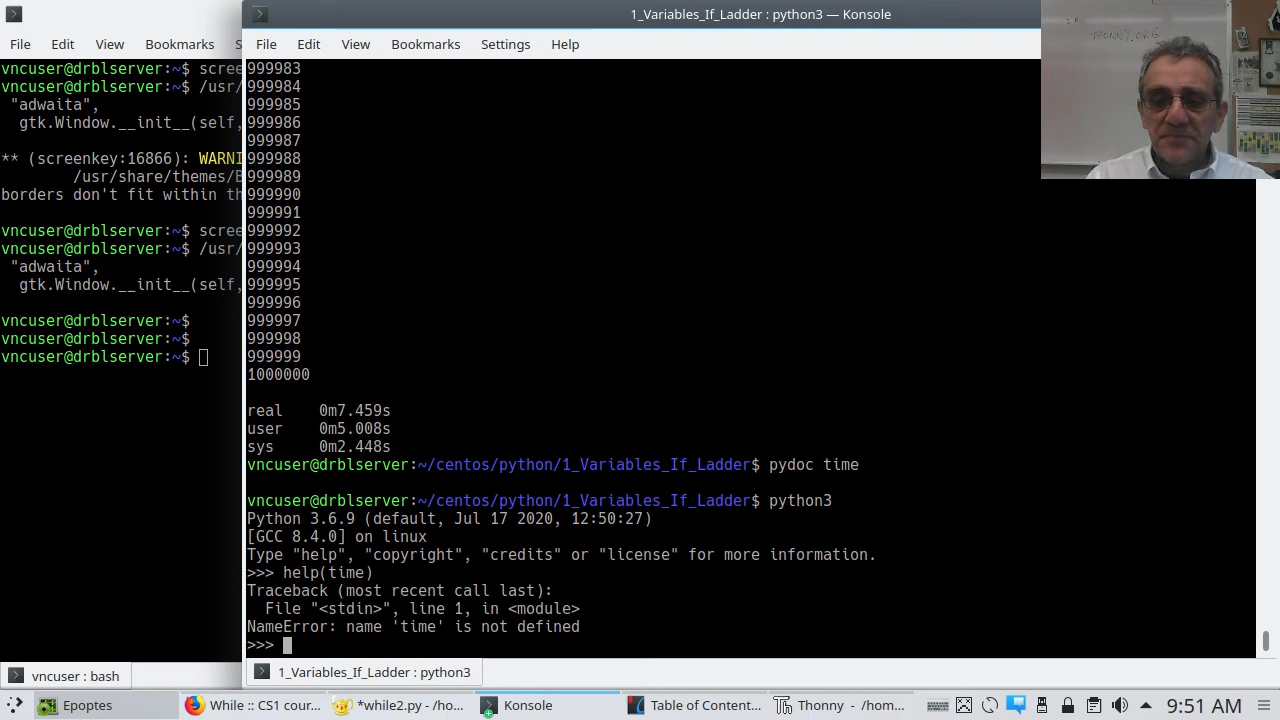 1_Variables_If_Ladder : python3 — Konsole
File Edit View Bookmarks S
File Edit View Bookmarks Settings Help
THONNY.ORG
vncuser@drblserver:~$ scree
vncuser@drblserver:~$ /usr/
"adwaita",
gtk.Window.__init__(self,
** (screenkey:16866): WARNI
/usr/share/themes/B
borders don't fit within th
vncuser@drblserver:~$ scree
vncuser@drblserver:~$ /usr/
"adwaita",
gtk.Window.__init__(self,
vncuser@drblserver:~$
vncuser@drblserver:~$
vncuser@drblserver:~$
vncuser : bash
999983
999984
999985
999986
999987
999988
999989
999990
999991
999992
999993
999994
999995
999996
999997
999998
999999
1000000
real 0m7.459s
user 0m5.008s
sys 0m2.448s
vncuser@drblserver:~/centos/python/1_Variables_If_Ladder$ pydoc time
vncuser@drblserver:~/centos/python/1_Variables_If_Ladder$ python3
Python 3.6.9 (default, Jul 17 2020, 12:50:27)
[GCC 8.4.0] on linux
Type "help", "copyright", "credits" or "license" for more information.
>>> help(time)
Traceback (most recent call last):
File "<stdin>", line 1, in <module>
NameError: name 'time' is not defined
>>>
1_Variables_If_Ladder : python3
Epoptes While :: CS1 cour... *while2.py - /ho... Konsole Table of Content... Thonny - /hom... 9:51 AM